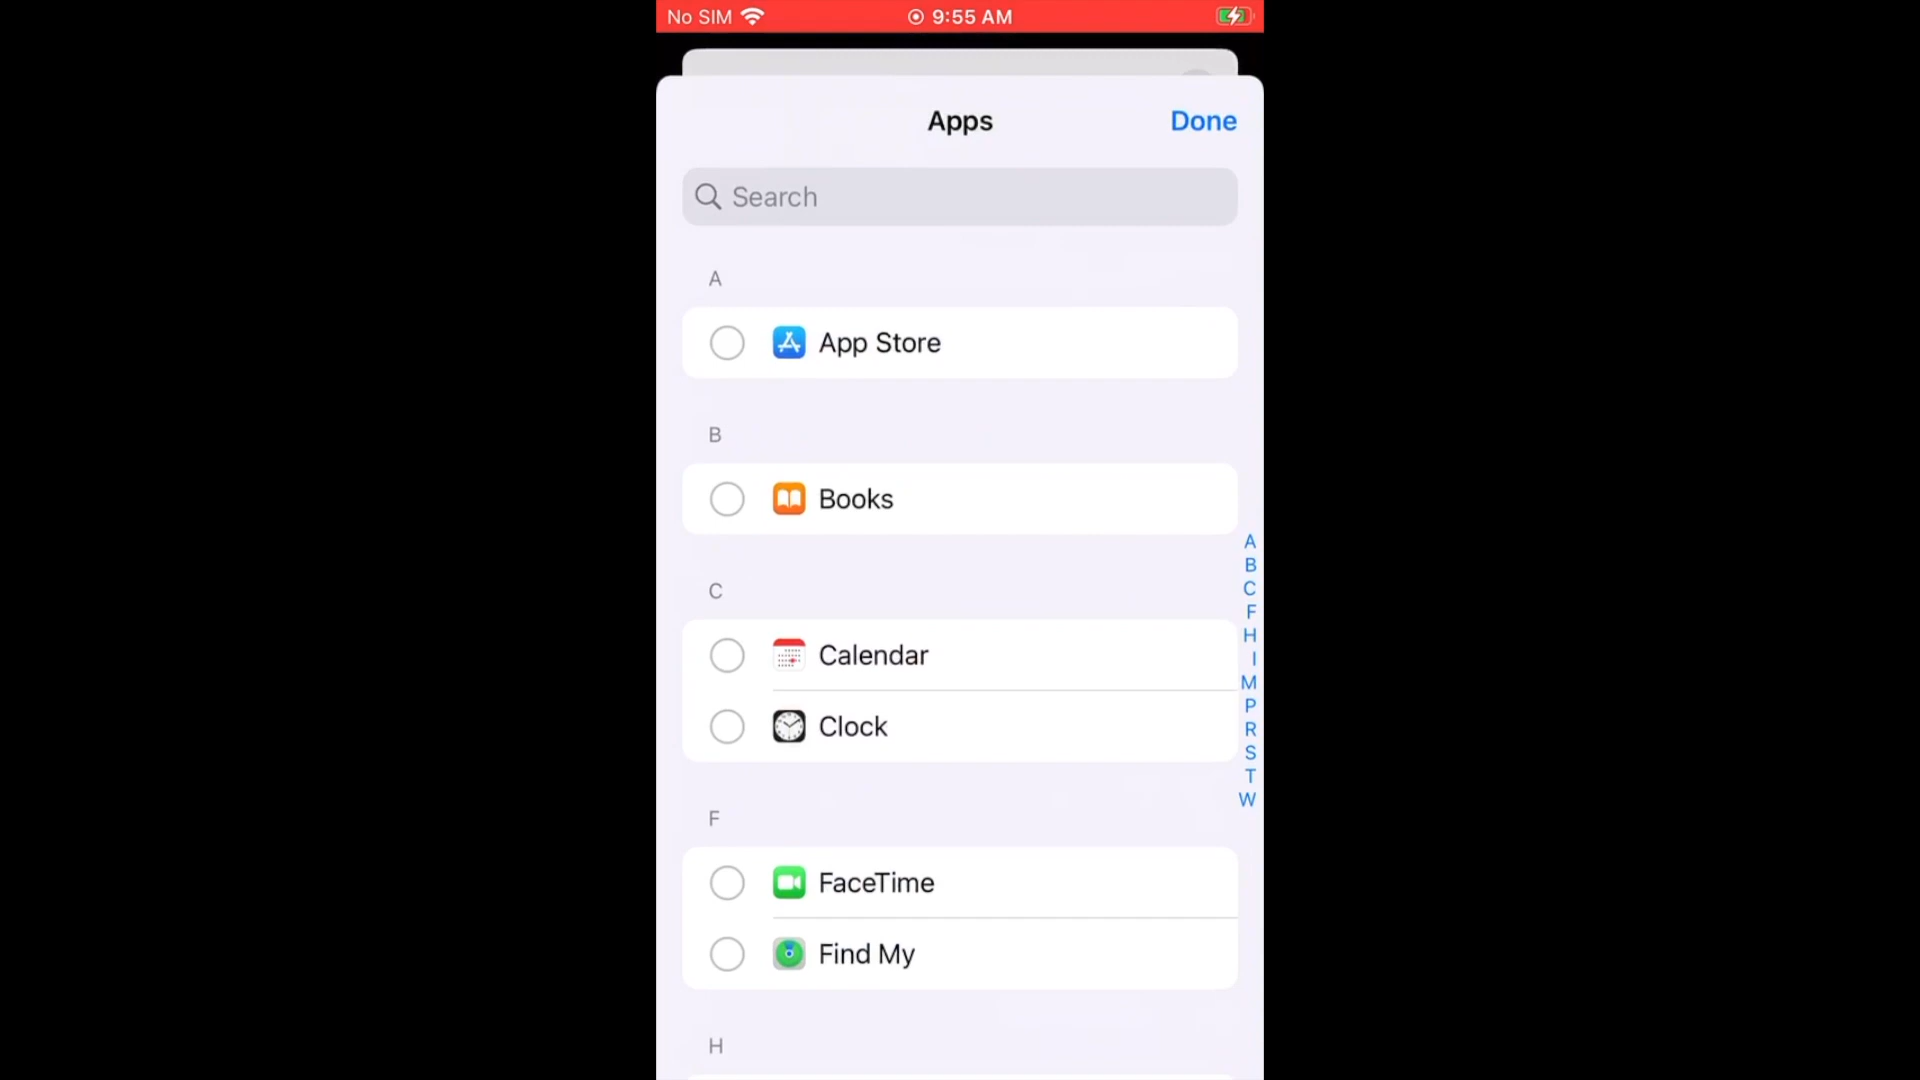 No SIM 9:55 AM
Apps Done
Search
A
App Store
B
Books
C
Calendar
Clock
F
FaceTime
Find My
H
A
B
C
F
H
I
M
P
R
S
T
W